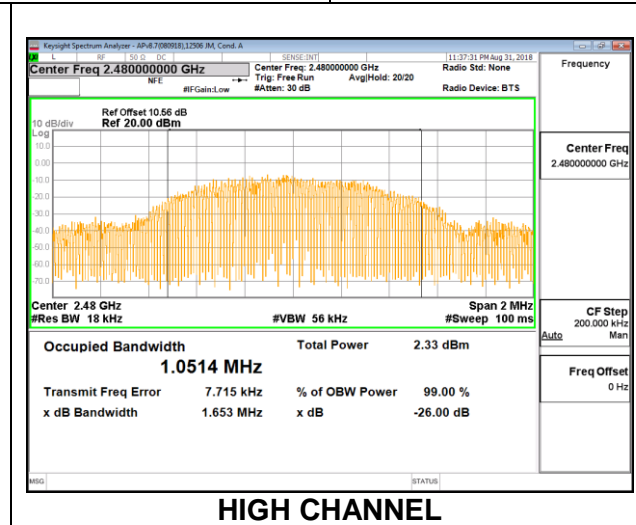 Keysight Spectrum Analyzer - APv8.7(080918),12506 JM, Cond. A
L RF 50 Ω DC SENSE:INT 11:37:31 PM Aug 31, 2018
Center Freq 2.480000000 GHz Center Freq: 2.480000000 GHz Radio Std: None Frequency
NFE Trig: Free Run Avg|Hold: 20/20
#IFGain:Low #Atten: 30 dB Radio Device: BTS
Ref Offset 10.56 dB
10 dB/div Ref 20.00 dBm
Log
10.0
0.00
-10.0
-20.0
-30.0
-40.0
-50.0
-60.0
-70.0
Center Freq
2.480000000 GHz
Center 2.48 GHz Span 2 MHz
#Res BW 18 kHz #VBW 56 kHz #Sweep 100 ms
CF Step
200.000 kHz
Auto Man
Occupied Bandwidth Total Power 2.33 dBm
1.0514 MHz
Freq Offset
0 Hz
Transmit Freq Error 7.715 kHz % of OBW Power 99.00 %
x dB Bandwidth 1.653 MHz x dB -26.00 dB
MSG STATUS
HIGH CHANNEL